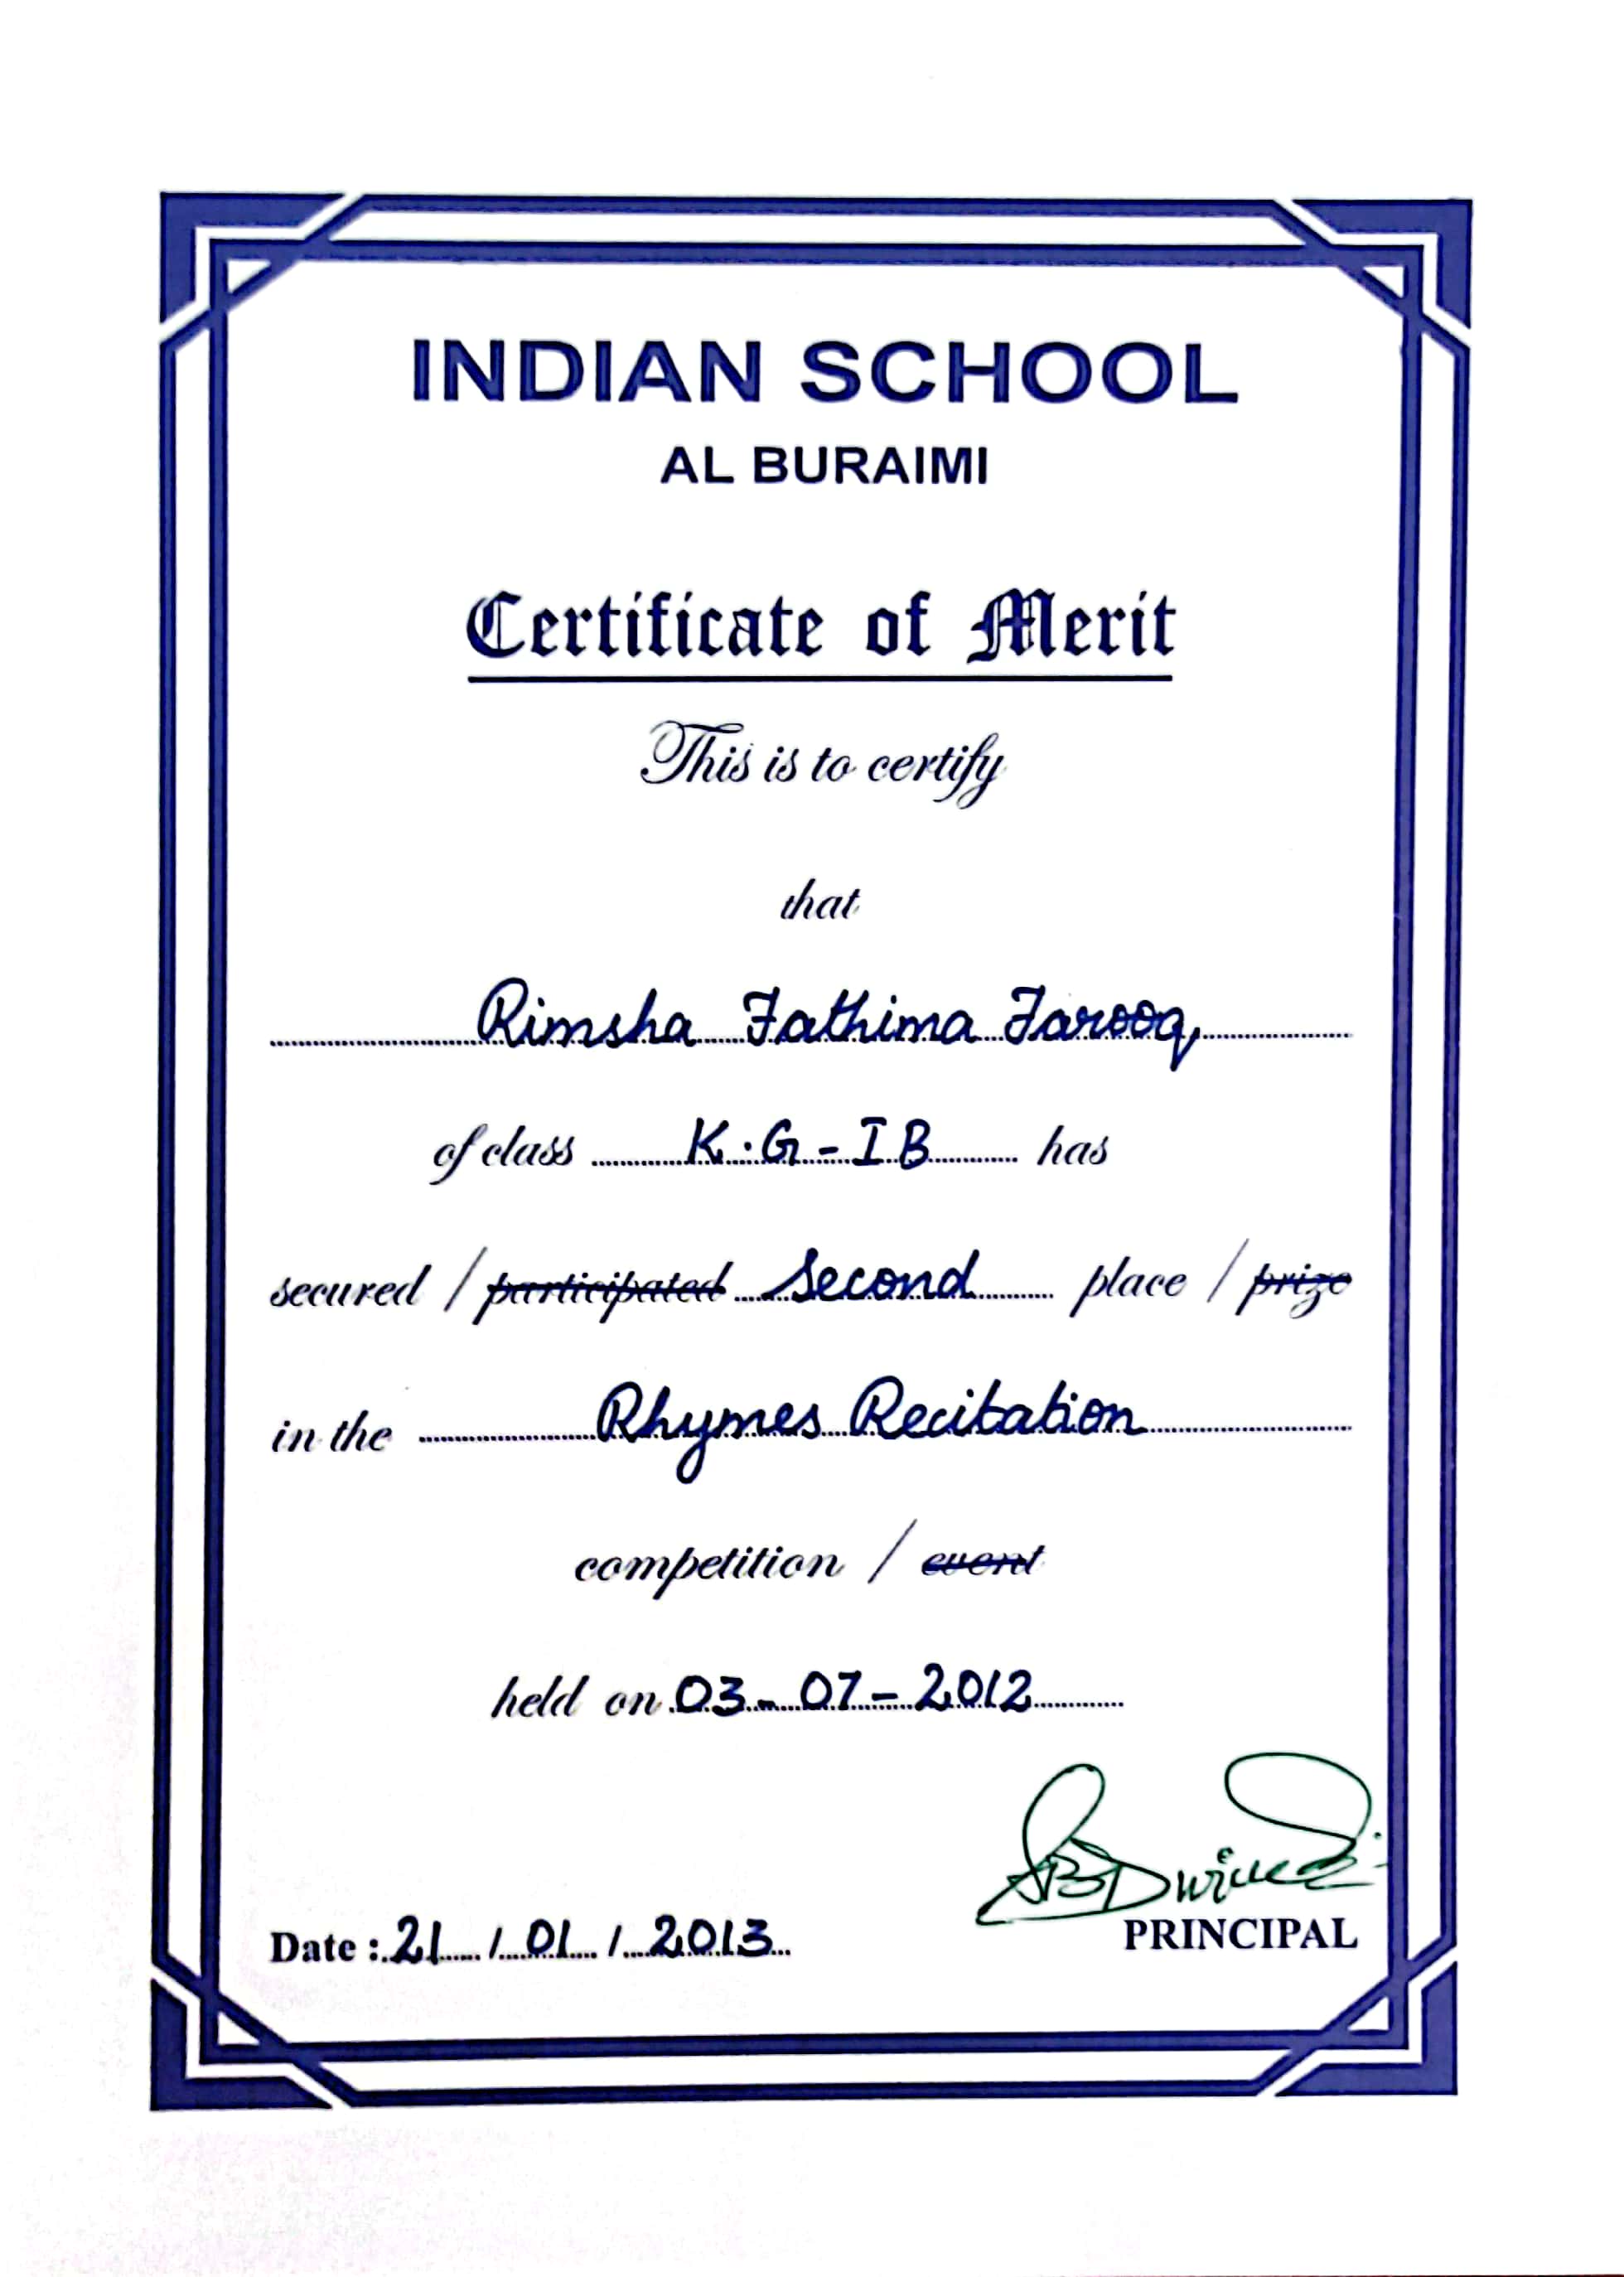 INDIAN SCHOOL
AL BURAIMI
Certificate of Merit
This is to certify
that
Rimsha Fathima Farooq
of class K.G - I B has
secured / participated Second place / prize
in the Rhymes Recitation
competition / event
held on 03 - 07 - 2012
Date : 21 / 01 / 2013
PRINCIPAL